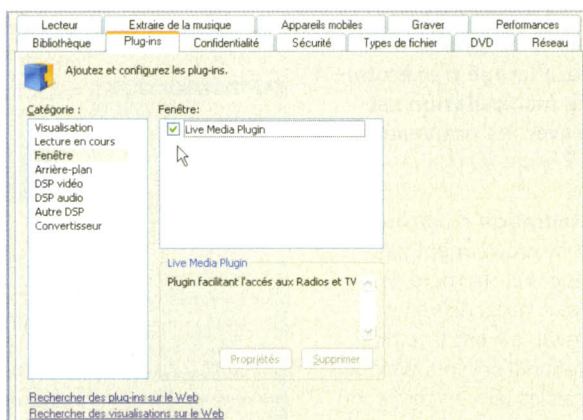 Lecteur
Extraire de la musique
Appareils mobiles
Graver
Performances
Bibliothèque
Plug-ins
Confidentialité
Sécurité
Types de fichier
DVD
Réseau
Ajoutez et configurez les plug-ins.
Catégorie :
Visualisation
Lecture en cours
Fenêtre
Arrière-plan
DSP vidéo
DSP audio
Autre DSP
Convertisseur
Fenêtre:
Live Media Plugin
Live Media Plugin
Plugin facilitant l'accés aux Radios et TV
Propriétés
Supprimer
Rechercher des plug-ins sur le Web
Rechercher des visualisations sur le Web